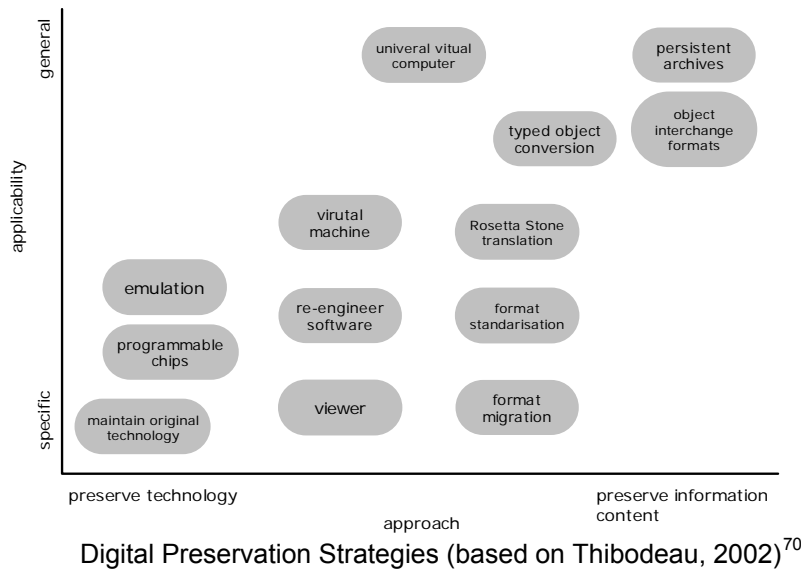 general
univeral vitual
computer
persistent
archives
object
interchange
formats
typed object
conversion
applicability
virutal
machine
Rosetta Stone
translation
emulation
re-engineer
software
format
standarisation
programmable
chips
specific
maintain original
technology
viewer
format
migration
preserve technology
approach
preserve information
content
Digital Preservation Strategies (based on Thibodeau, 2002)70